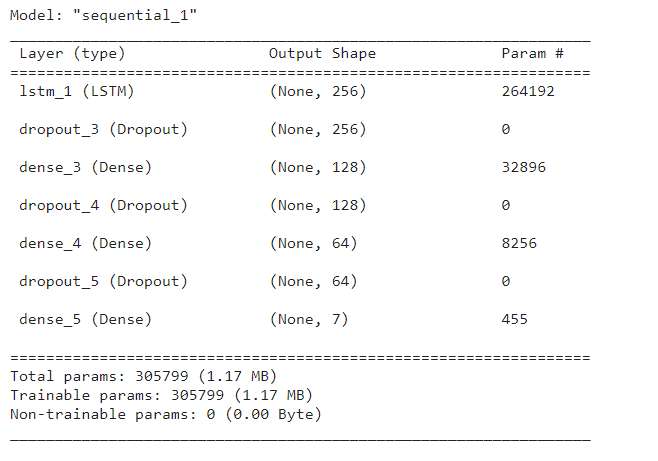 Model: "sequential_1"
_________________________________________________________________
Layer (type)                Output Shape              Param #
=================================================================
lstm_1 (LSTM)               (None, 256)               264192
dropout_3 (Dropout)         (None, 256)               0
dense_3 (Dense)             (None, 128)               32896
dropout_4 (Dropout)         (None, 128)               0
dense_4 (Dense)             (None, 64)                8256
dropout_5 (Dropout)         (None, 64)                0
dense_5 (Dense)             (None, 7)                 455
=================================================================
Total params: 305799 (1.17 MB)
Trainable params: 305799 (1.17 MB)
Non-trainable params: 0 (0.00 Byte)
_________________________________________________________________